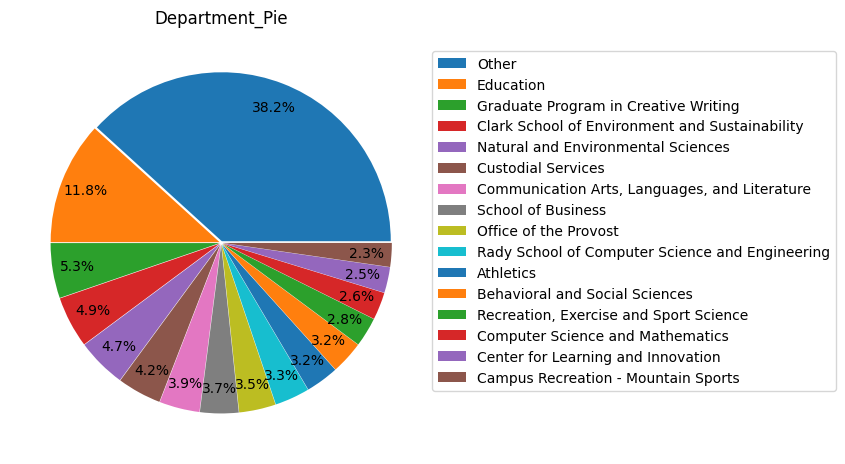 Department_Pie
38.2%
11.8%
5.3%
4.9%
4.7%
4.2%
3.9%
3.7%
3.5%
3.3%
3.2%
3.2%
2.8%
2.6%
2.5%
2.3%
Other
Education
Graduate Program in Creative Writing
Clark School of Environment and Sustainability
Natural and Environmental Sciences
Custodial Services
Communication Arts, Languages, and Literature
School of Business
Office of the Provost
Rady School of Computer Science and Engineering
Athletics
Behavioral and Social Sciences
Recreation, Exercise and Sport Science
Computer Science and Mathematics
Center for Learning and Innovation
Campus Recreation - Mountain Sports